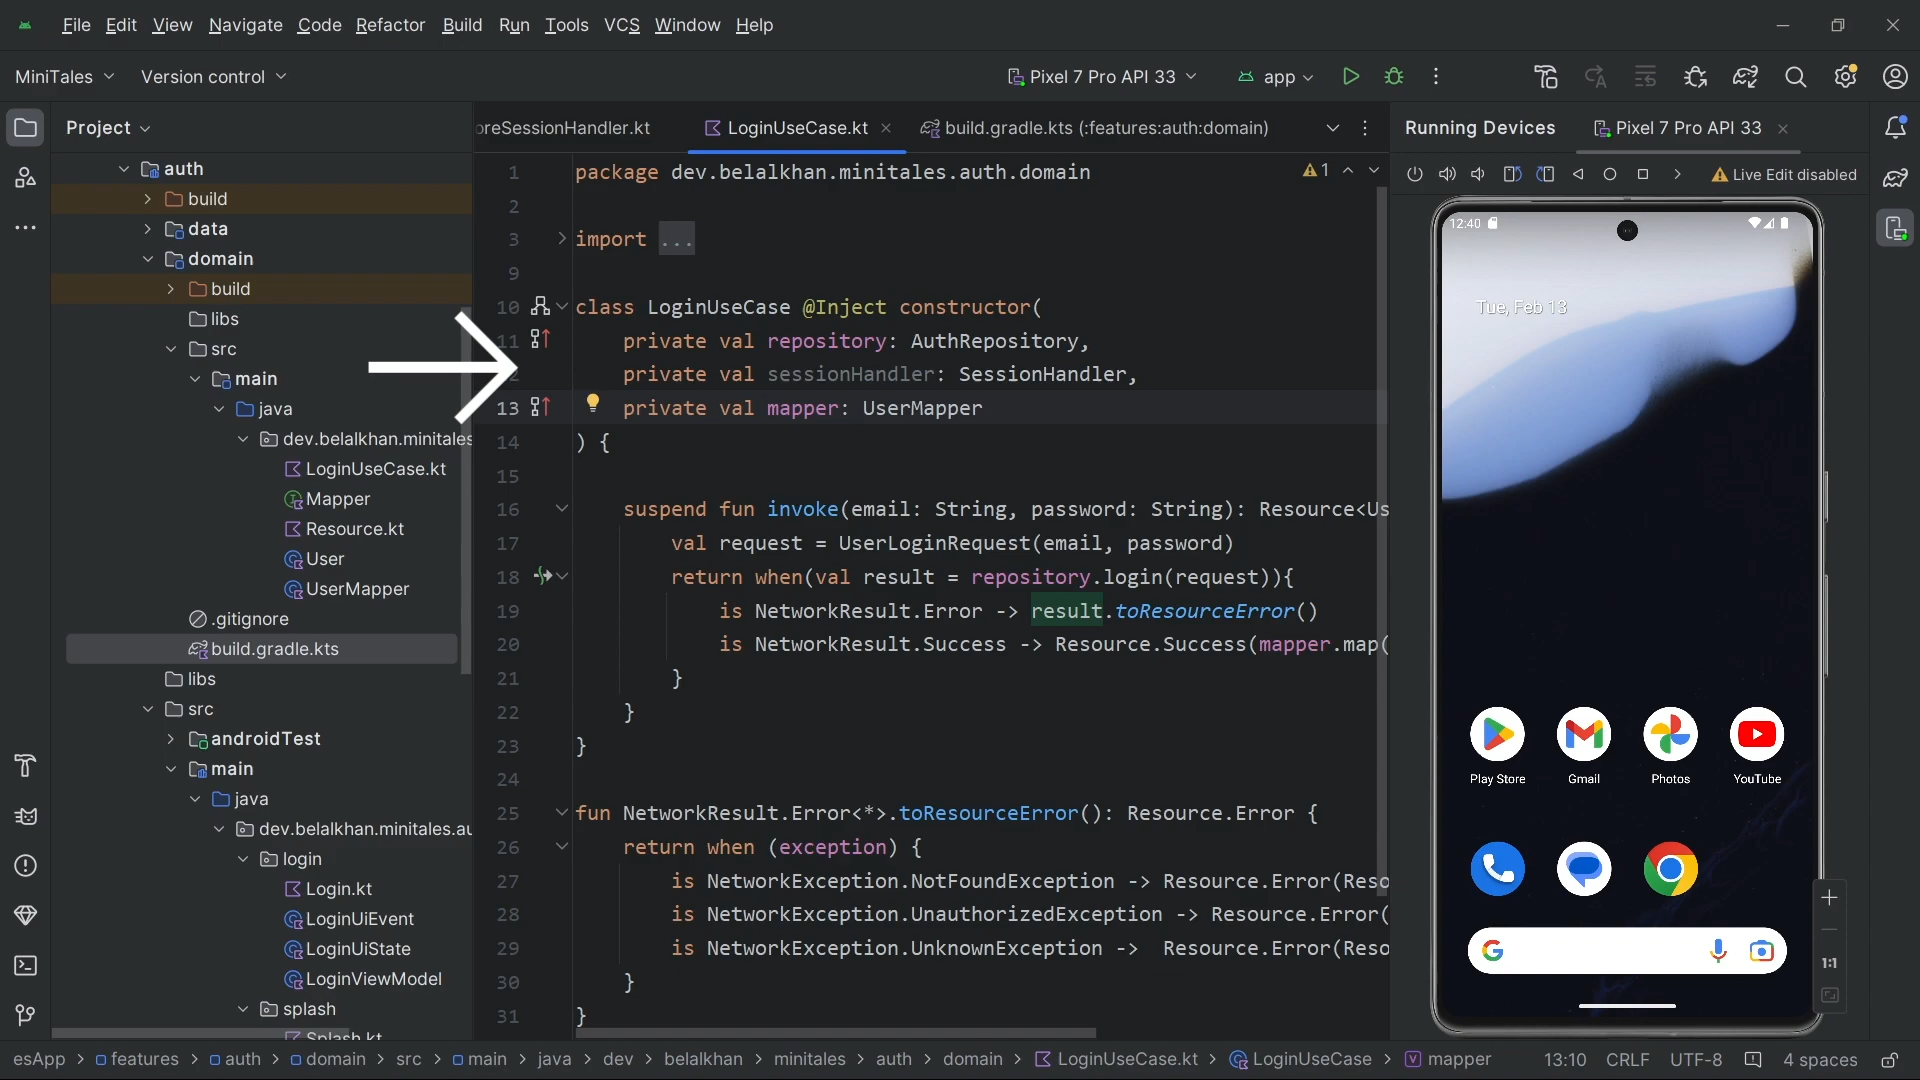 File Edit View Navigate Code Refactor Build Run Tools VCS Window Help
MiniTales Version control Pixel 7 Pro API 33 app
Project
auth
build
data
domain
build
libs
src
main
java
dev.belalkhan.minitales
LoginUseCase.kt
Mapper
Resource.kt
User
UserMapper
.gitignore
build.gradle.kts
libs
src
androidTest
main
java
dev.belalkhan.minitales.au
login
Login.kt
LoginUiEvent
LoginUiState
LoginViewModel
splash
Splash.kt
oreSessionHandler.kt LoginUseCase.kt build.gradle.kts (:features:auth:domain)
1 package dev.belalkhan.minitales.auth.domain 1
2
3 import ...
9
10 class LoginUseCase @Inject constructor(
11 private val repository: AuthRepository,
2 private val sessionHandler: SessionHandler,
13 private val mapper: UserMapper
14 ) {
15
16 suspend fun invoke(email: String, password: String): Resource<Us
17 val request = UserLoginRequest(email, password)
18 return when(val result = repository.login(request)){
19 is NetworkResult.Error -> result.toResourceError()
20 is NetworkResult.Success -> Resource.Success(mapper.map(
21 }
22 }
23 }
24
25 fun NetworkResult.Error<*>.toResourceError(): Resource.Error {
26 return when (exception) {
27 is NetworkException.NotFoundException -> Resource.Error(Reso
28 is NetworkException.UnauthorizedException -> Resource.Error(
29 is NetworkException.UnknownException -> Resource.Error(Reso
30 }
31 }
Running Devices Pixel 7 Pro API 33
Live Edit disabled
12:40
Tue, Feb 13
Play Store Gmail Photos YouTube
G
1:1
esApp > features > auth > domain > src > main > java > dev > belalkhan > minitales > auth > domain > LoginUseCase.kt > LoginUseCase > mapper 13:10 CRLF UTF-8 4 spaces